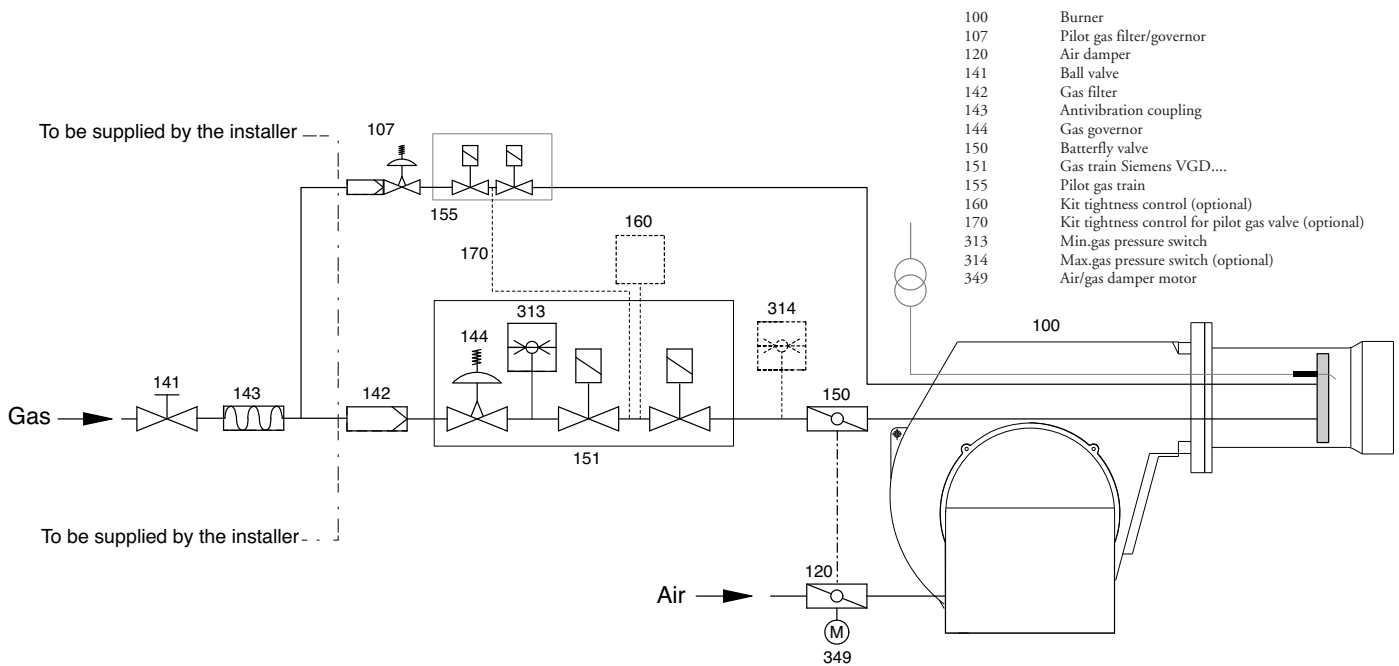 100 Burner
107 Pilot gas filter/governor
120 Air damper
141 Ball valve
142 Gas filter
143 Antivibration coupling
144 Gas governor
150 Batterfly valve
151 Gas train Siemens VGD....
155 Pilot gas train
160 Kit tightness control (optional)
170 Kit tightness control for pilot gas valve (optional)
313 Min.gas pressure switch
314 Max.gas pressure switch (optional)
349 Air/gas damper motor
To be supplied by the installer
107
155
160
170
313
314
100
144
141
143
142
150
Gas
151
To be supplied by the installer
120
Air
M
349